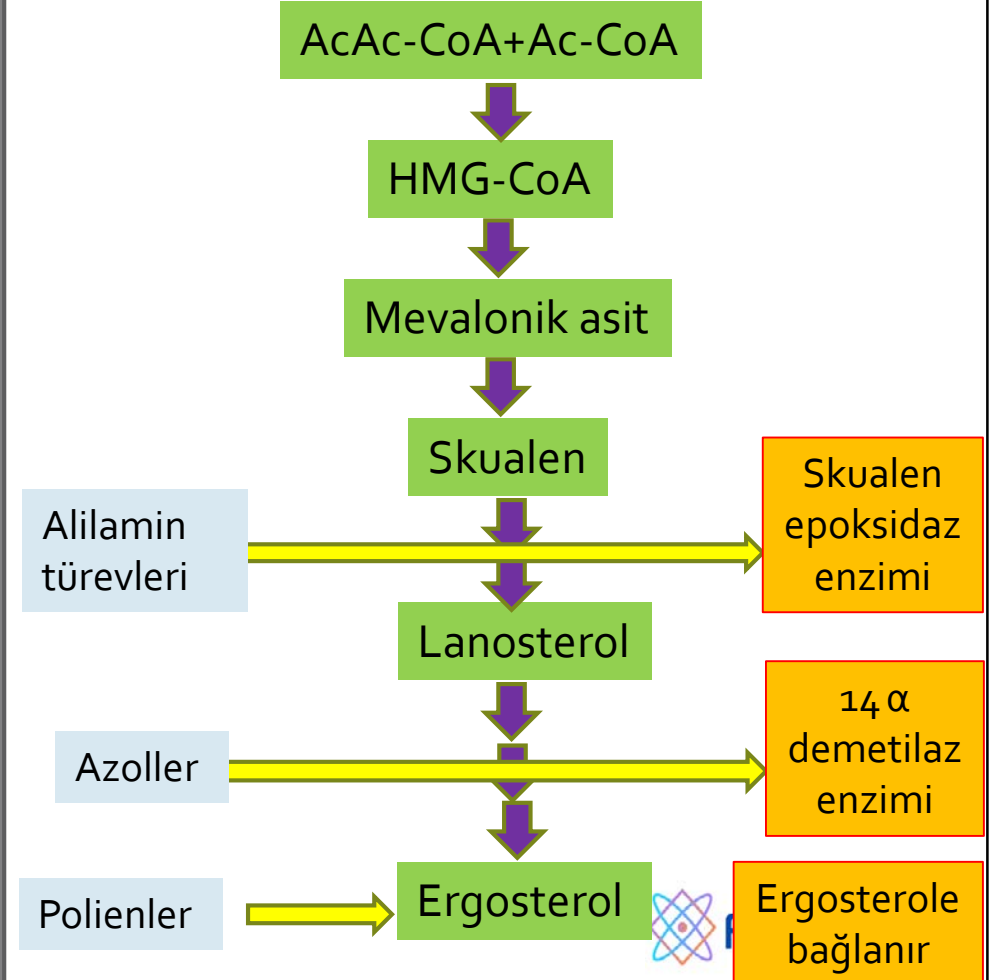 AcAc-CoA+Ac-CoA
HMG-CoA
Mevalonik asit
Skualen
Alilamin
türevleri
Skualen
epoksidaz
enzimi
Lanosterol
Azoller
14 α
demetilaz
enzimi
Polienler
Ergosterol
Ergosterole
bağlanır